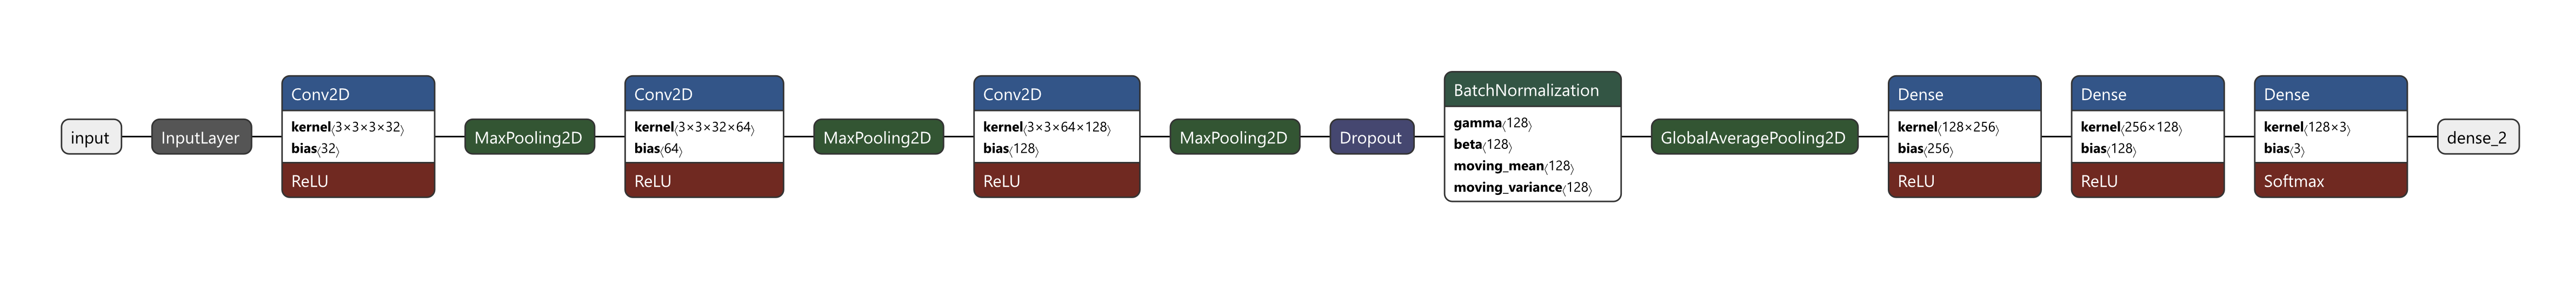 input
InputLayer
Conv2D
kernel⟨3×3×3×32⟩
bias⟨32⟩
ReLU
MaxPooling2D
Conv2D
kernel⟨3×3×32×64⟩
bias⟨64⟩
ReLU
MaxPooling2D
Conv2D
kernel⟨3×3×64×128⟩
bias⟨128⟩
ReLU
MaxPooling2D
Dropout
BatchNormalization
gamma⟨128⟩
beta⟨128⟩
moving_mean⟨128⟩
moving_variance⟨128⟩
GlobalAveragePooling2D
Dense
kernel⟨128×256⟩
bias⟨256⟩
ReLU
Dense
kernel⟨256×128⟩
bias⟨128⟩
ReLU
Dense
kernel⟨128×3⟩
bias⟨3⟩
Softmax
dense_2